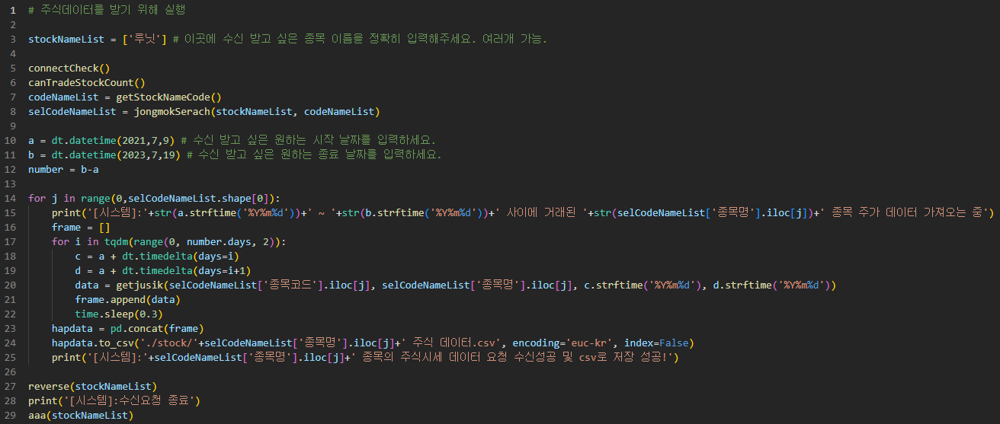 1 # 주식데이터를 받기 위해 실행
2
3 stockNameList = ['루닛'] # 이곳에 수신 받고 싶은 종목 이름을 정확히 입력해주세요. 여러개 가능.
4
5 connectCheck()
6 canTradeStockCount()
7 codeNameList = getStockNameCode()
8 selCodeNameList = jongmokSerach(stockNameList, codeNameList)
9
10 a = dt.datetime(2021,7,9) # 수신 받고 싶은 원하는 시작 날짜를 입력하세요.
11 b = dt.datetime(2023,7,19) # 수신 받고 싶은 원하는 종료 날짜를 입력하세요.
12 number = b-a
13
14 for j in range(0,selCodeNameList.shape[0]):
15     print('[시스템]:'+str(a.strftime('%Y%m%d'))+' ~ '+str(b.strftime('%Y%m%d'))+' 사이에 거래된 '+str(selCodeNameList['종목명'].iloc[j])+' 종목 주가 데이터 가져오는 중')
16     frame = []
17     for i in tqdm(range(0, number.days, 2)):
18         c = a + dt.timedelta(days=i)
19         d = a + dt.timedelta(days=i+1)
20         data = getjusik(selCodeNameList['종목코드'].iloc[j], selCodeNameList['종목명'].iloc[j], c.strftime('%Y%m%d'), d.strftime('%Y%m%d'))
21         frame.append(data)
22         time.sleep(0.3)
23     hapdata = pd.concat(frame)
24     hapdata.to_csv('./stock/'+selCodeNameList['종목명'].iloc[j]+' 주식 데이터.csv', encoding='euc-kr', index=False)
25     print('[시스템]:'+selCodeNameList['종목명'].iloc[j]+' 종목의 주식시세 데이터 요청 수신성공 및 csv로 저장 성공!')
26
27 reverse(stockNameList)
28 print('[시스템]:수신요청 종료')
29 aaa(stockNameList)